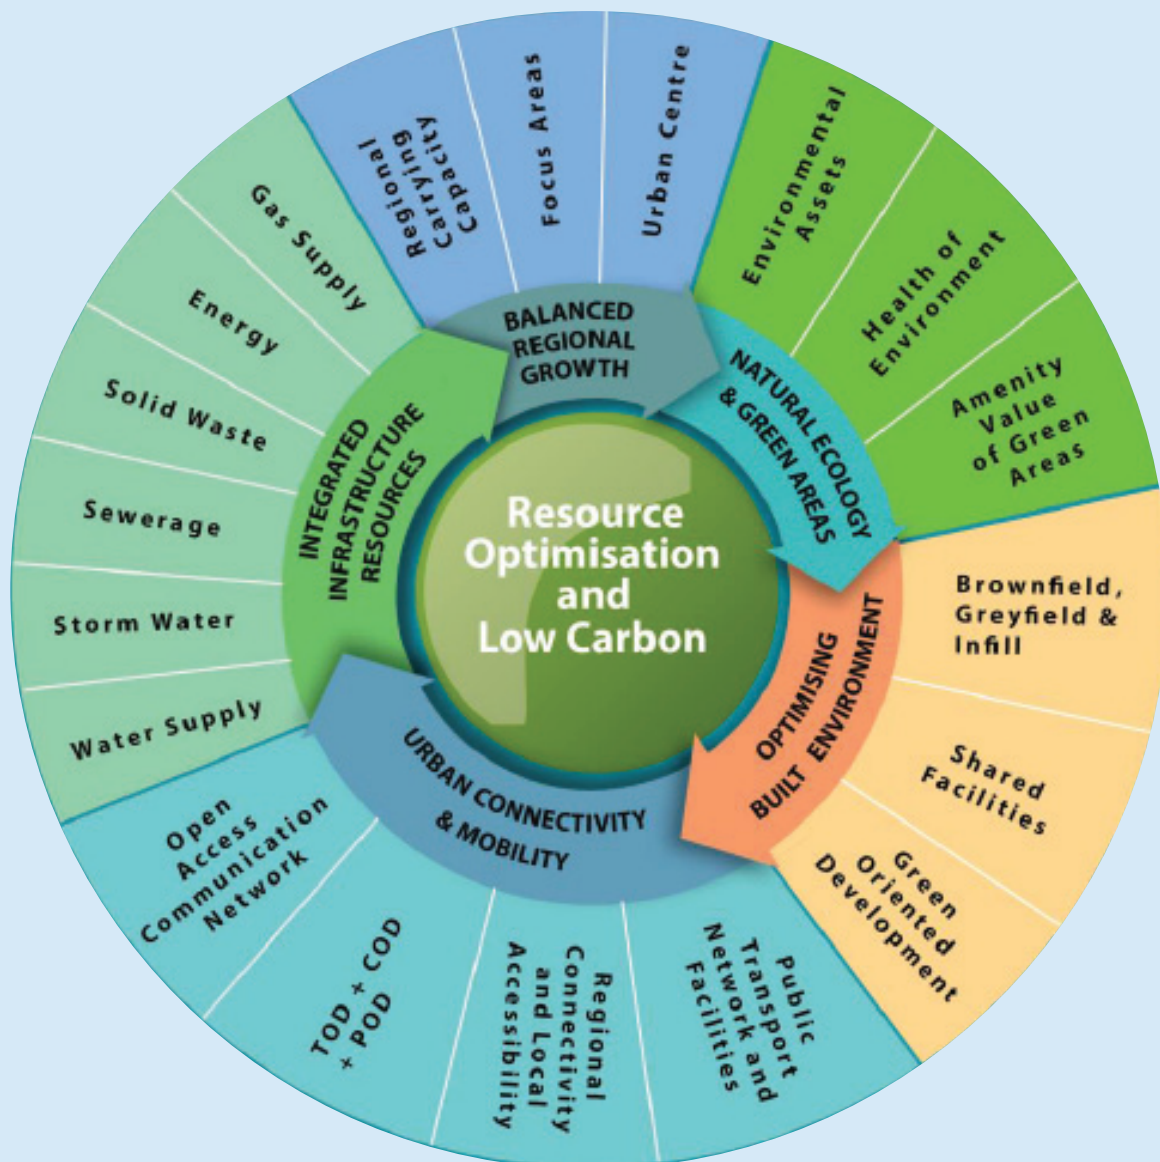 Resource
Optimisation
and
Low Carbon
BALANCED
REGIONAL
GROWTH
Regional
Carrying
Capacity
Focus Areas
Urban Centre
NATURAL ECOLOGY
& GREEN AREAS
Environmental
Assets
Health of
Environment
Amenity
Value
of Green
Areas
OPTIMISING
BUILT ENVIRONMENT
Brownfield,
Greyfield &
Infill
Shared
Facilities
Green
Oriented
Development
URBAN CONNECTIVITY
& MOBILITY
Public
Transport
Network and
Facilities
Regional
Connectivity
and Local
Accessibility
TOD + COD
+ POD
Open
Access
Communication
Network
INTEGRATED
INFRASTRUCTURE
RESOURCES
Water Supply
Storm Water
Sewerage
Solid Waste
Energy
Gas Supply